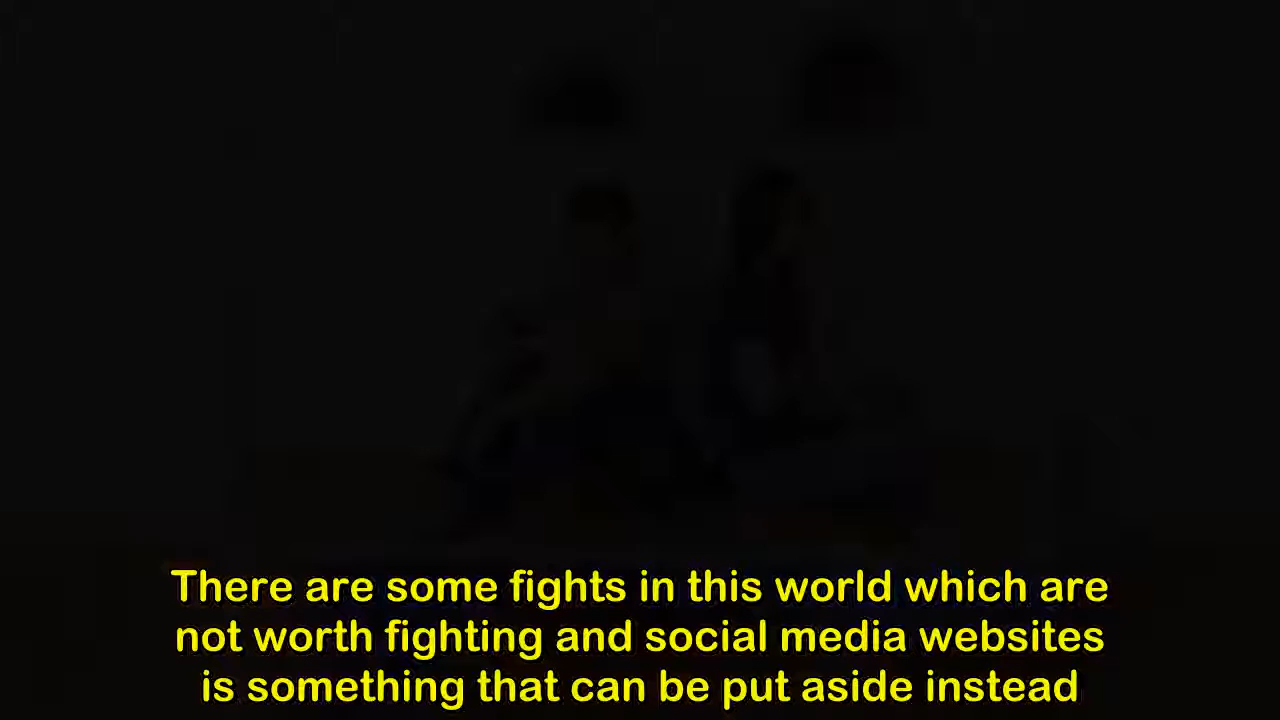 There are some fights in this world which are
not worth fighting and social media websites
is something that can be put aside instead